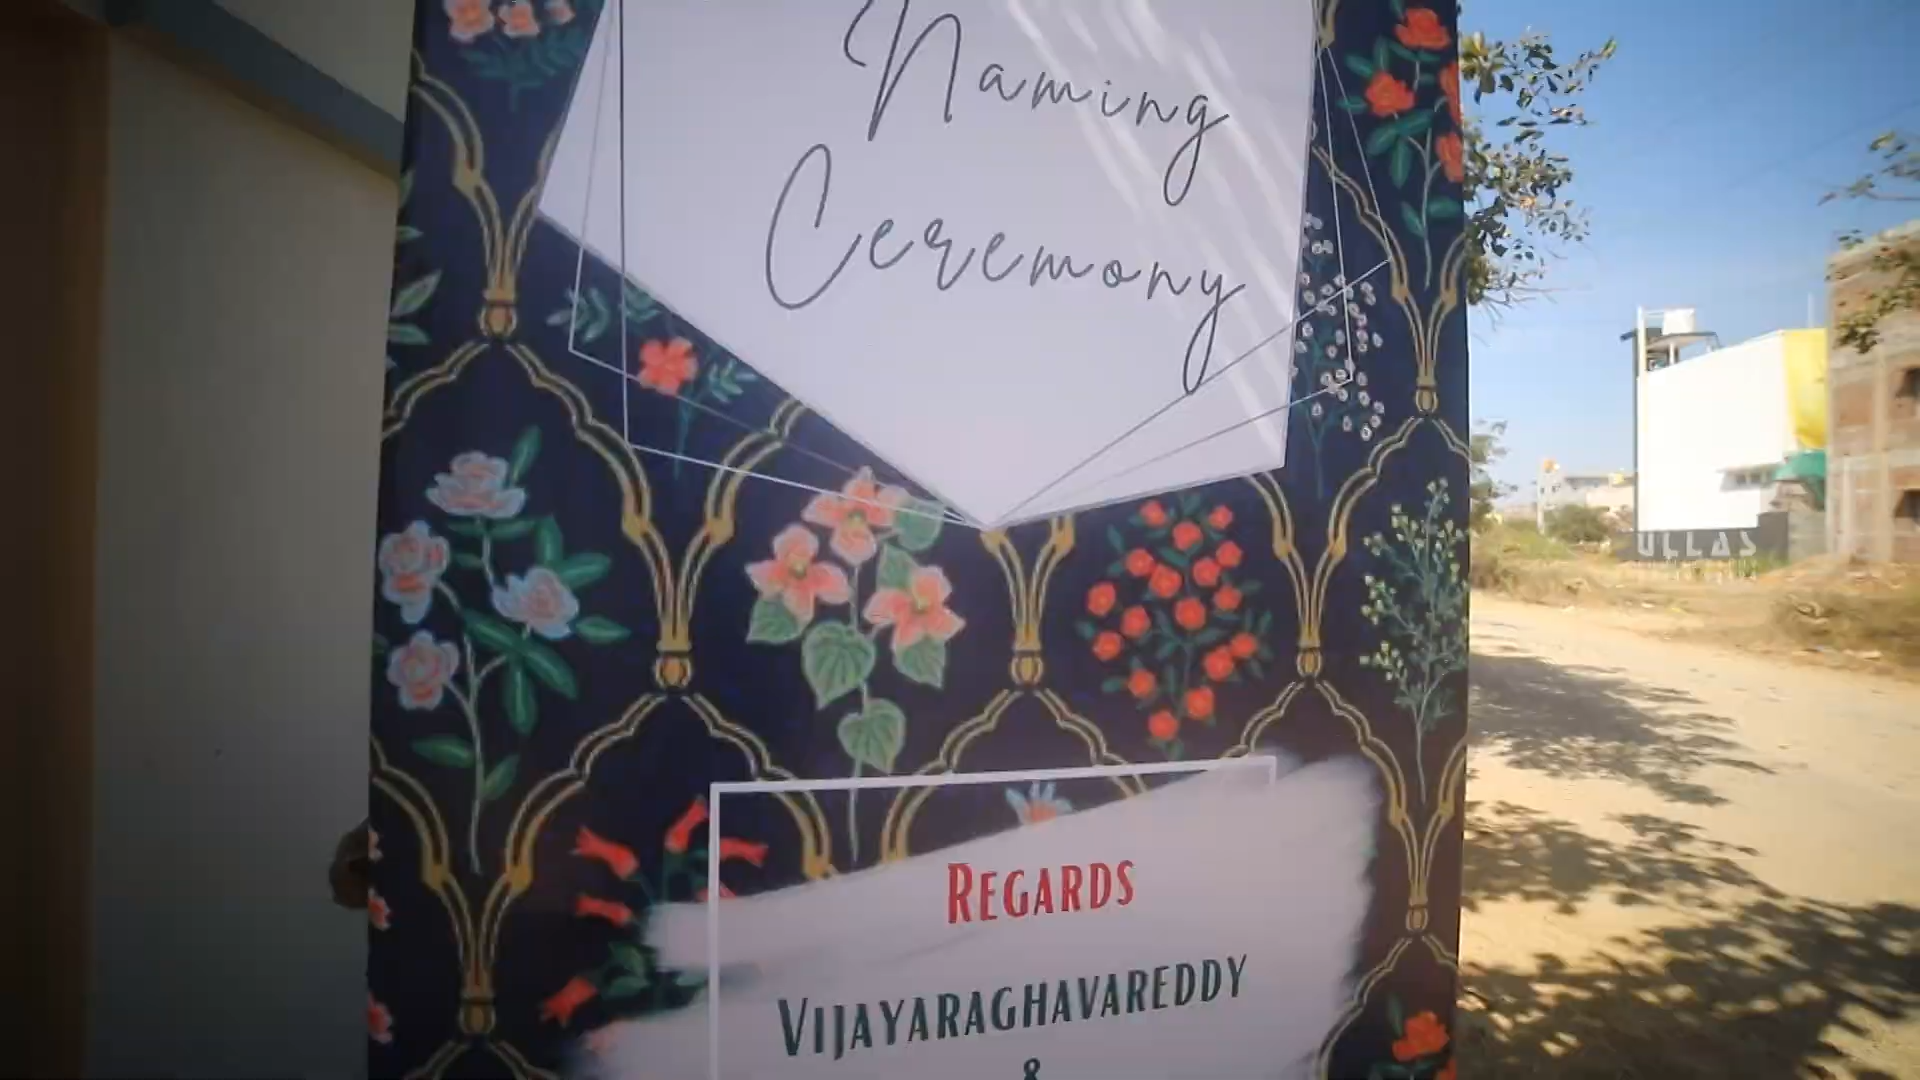 Naming
Ceremony
ULLAS
REGARDS
VIJAYARAGHAVAREDDY
&